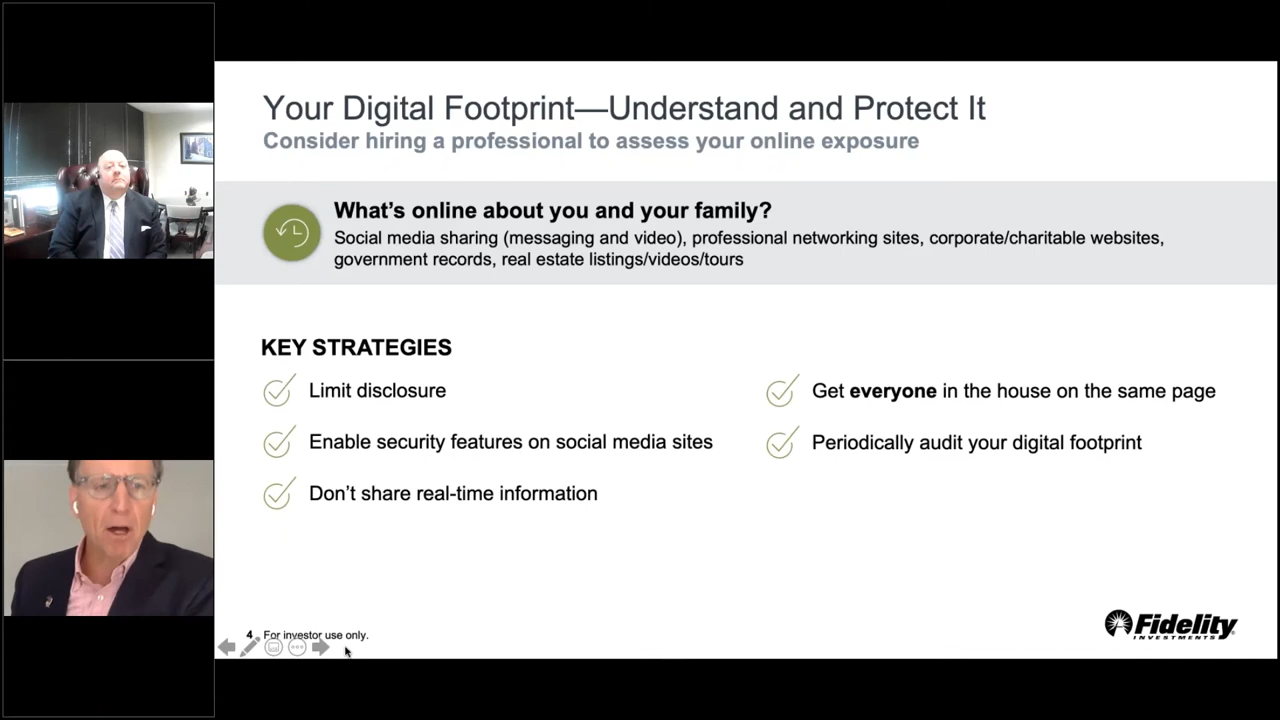 Your Digital Footprint—Understand and Protect It
Consider hiring a professional to assess your online exposure
What's online about you and your family?
Social media sharing (messaging and video), professional networking sites, corporate/charitable websites,
government records, real estate listings/videos/tours
KEY STRATEGIES
Limit disclosure
Enable security features on social media sites
Don't share real-time information
Get everyone in the house on the same page
Periodically audit your digital footprint
4 For investor use only.
Fidelity
INVESTMENTS